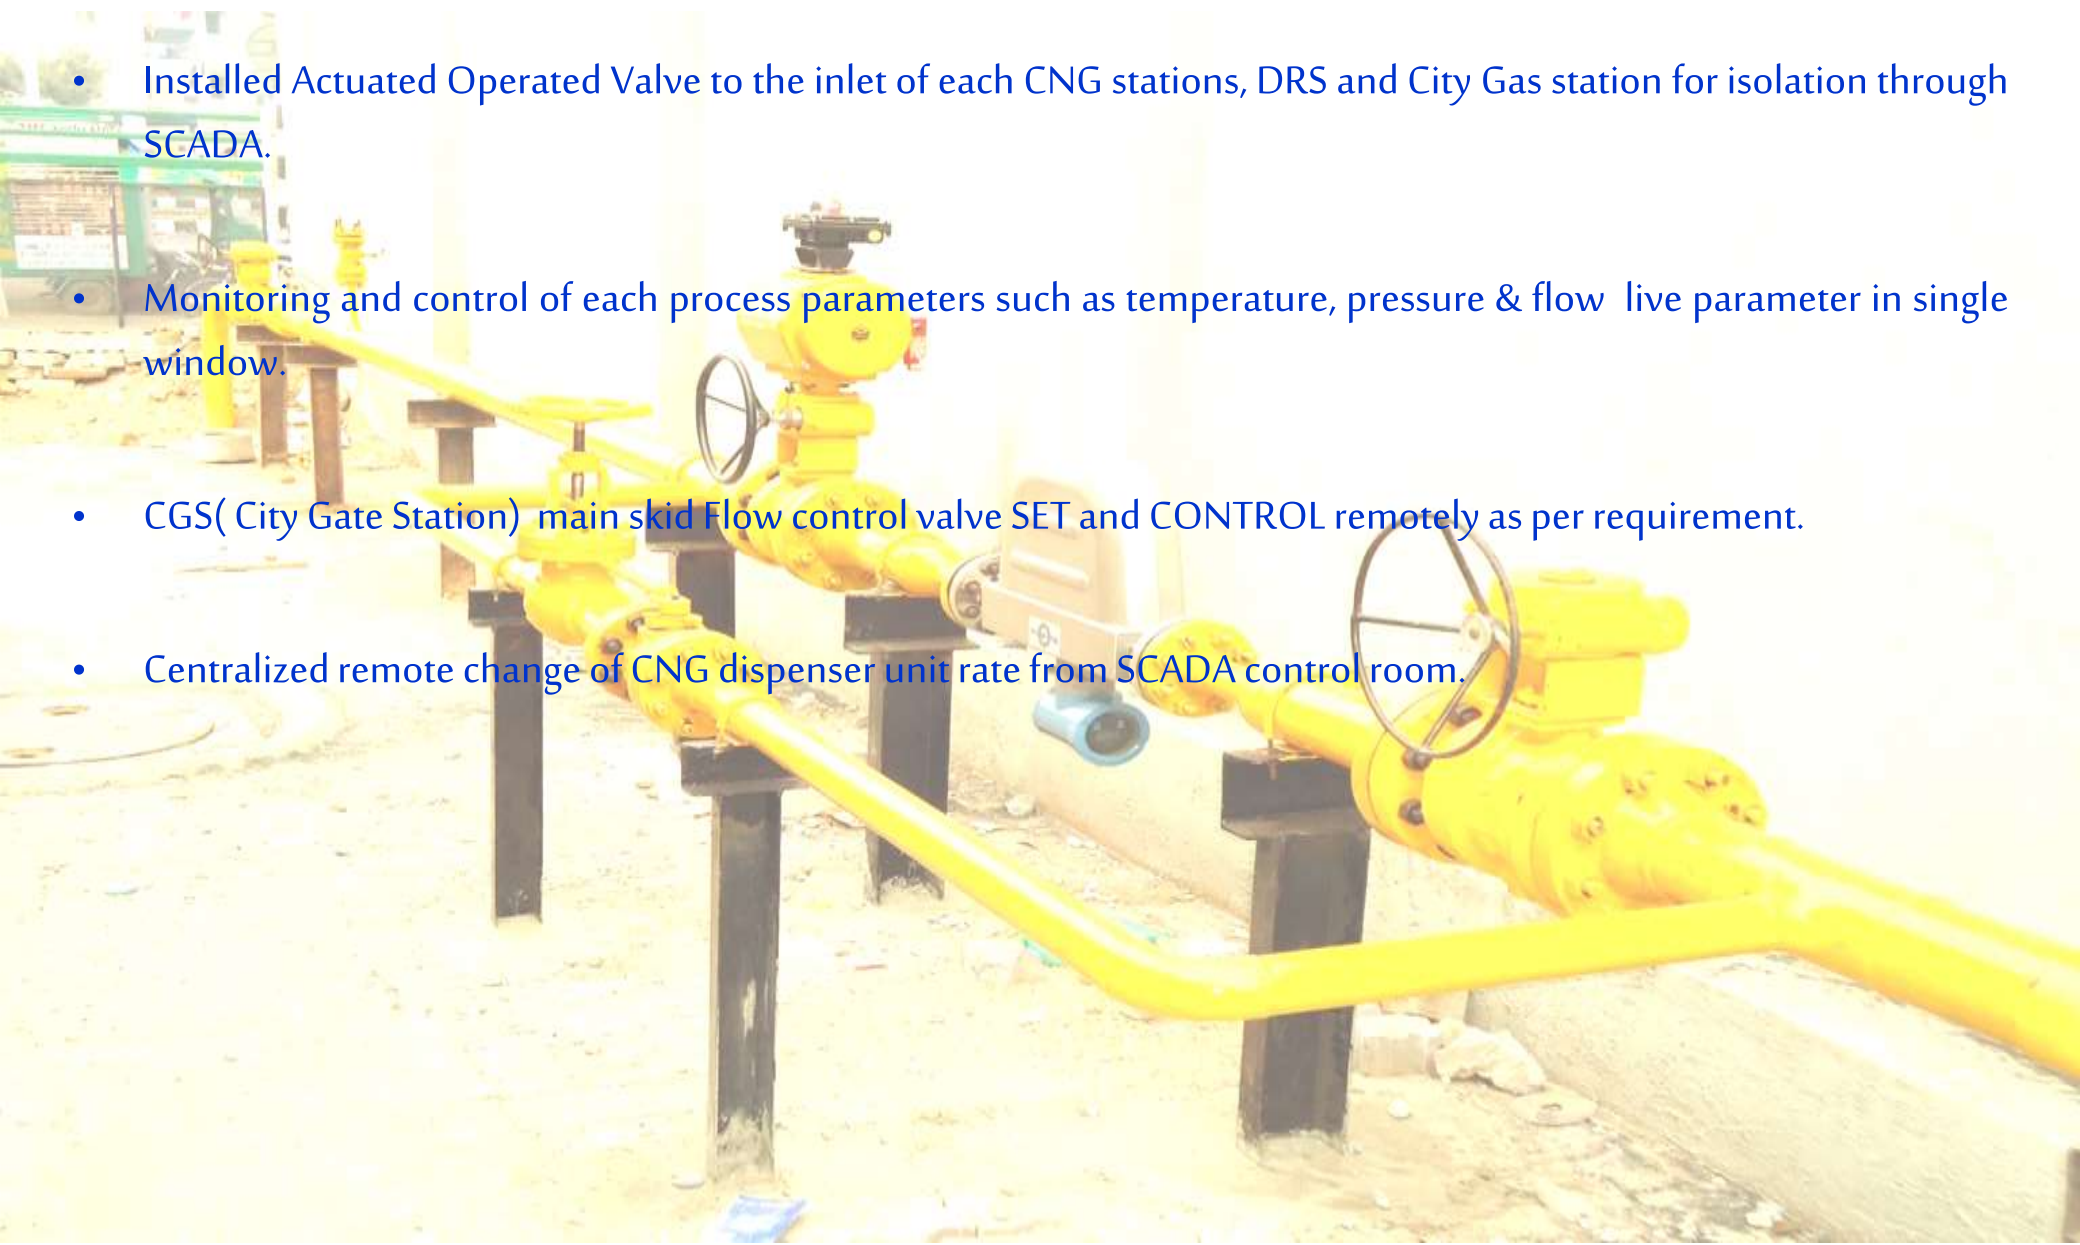 • Installed Actuated Operated Valve to the inlet of each CNG stations, DRS and City Gas station for isolation through
SCADA.
• Monitoring and control of each process parameters such as temperature, pressure & flow live parameter in single
window.
• CGS( City Gate Station) main skid Flow control valve SET and CONTROL remotely as per requirement.
• Centralized remote change of CNG dispenser unit rate from SCADA control room.